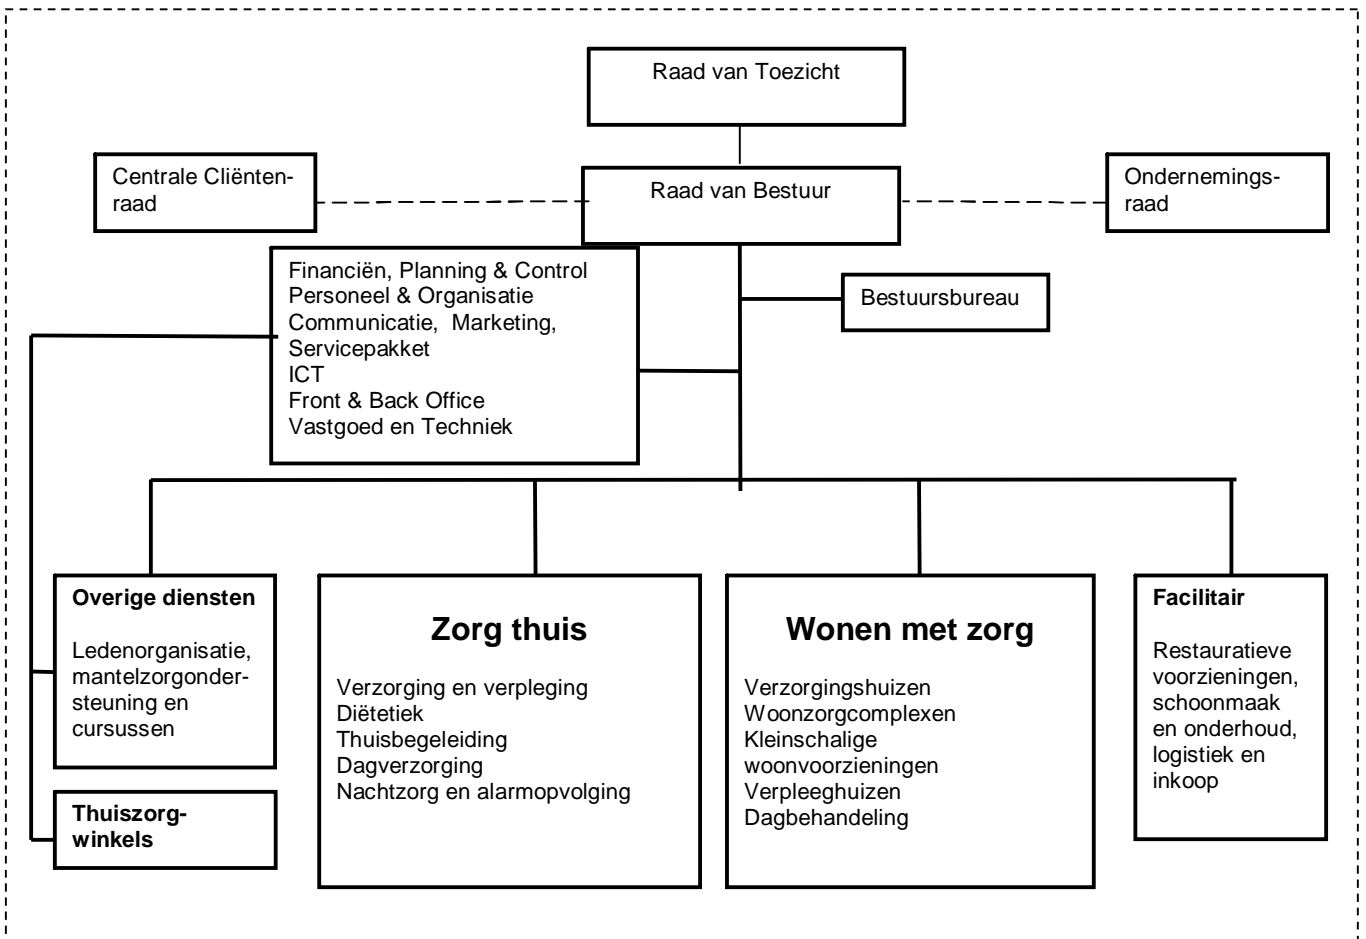 Raad van Toezicht
Centrale Cliënten-
raad
Raad van Bestuur
Ondernemings-
raad
Financiën, Planning & Control
Personeel & Organisatie
Communicatie, Marketing,
Servicepakket
ICT
Front & Back Office
Vastgoed en Techniek
Bestuursbureau
Overige diensten
Ledenorganisatie,
mantelzorgonder-
steuning en
cursussen
Thuiszorg-
winkels
Zorg thuis
Verzorging en verpleging
Diëtetiek
Thuisbegeleiding
Dagverzorging
Nachtzorg en alarmopvolging
Wonen met zorg
Verzorgingshuizen
Woonzorgcomplexen
Kleinschalige
woonvoorzieningen
Verpleeghuizen
Dagbehandeling
Facilitair
Restauratieve
voorzieningen,
schoonmaak
en onderhoud,
logistiek en
inkoop